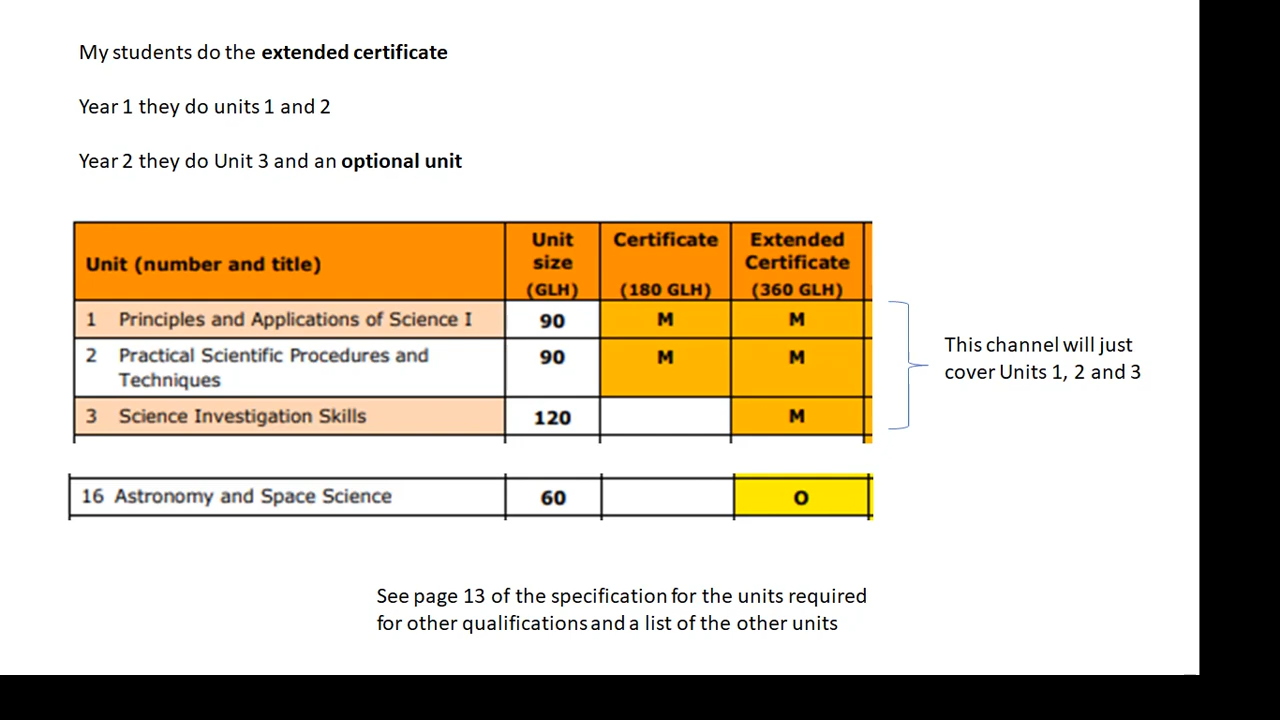 My students do the extended certificate
Year 1 they do units 1 and 2
Year 2 they do Unit 3 and an optional unit
Unit (number and title) Unit size (GLH) Certificate (180 GLH) Extended Certificate (360 GLH)
1 Principles and Applications of Science I 90 M M
2 Practical Scientific Procedures and Techniques 90 M M
3 Science Investigation Skills 120 M
This channel will just
cover Units 1, 2 and 3
16 Astronomy and Space Science 60 O
See page 13 of the specification for the units required
for other qualifications and a list of the other units